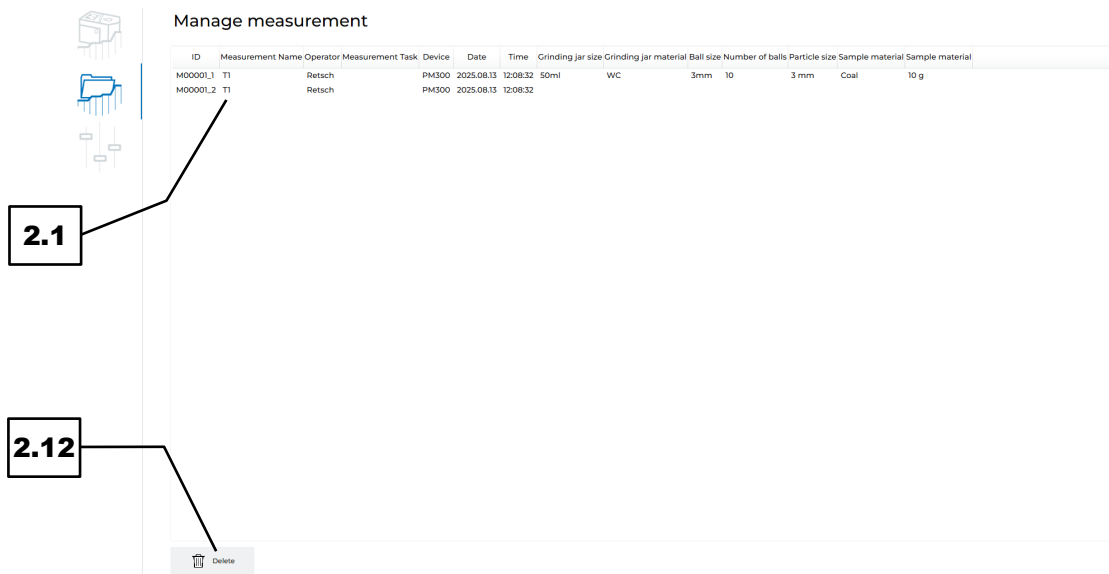 Manage measurement
ID Measurement Name Operator Measurement Task Device Date Time Grinding jar size Grinding jar material Ball size Number of balls Particle size Sample material Sample material
M00001_1 T1 Retsch PM300 2025.08.13 12:08:32 50ml WC 3mm 10 3 mm Coal 10 g
M00001_2 T1 Retsch PM300 2025.08.13 12:08:32
2.1
2.12
Delete